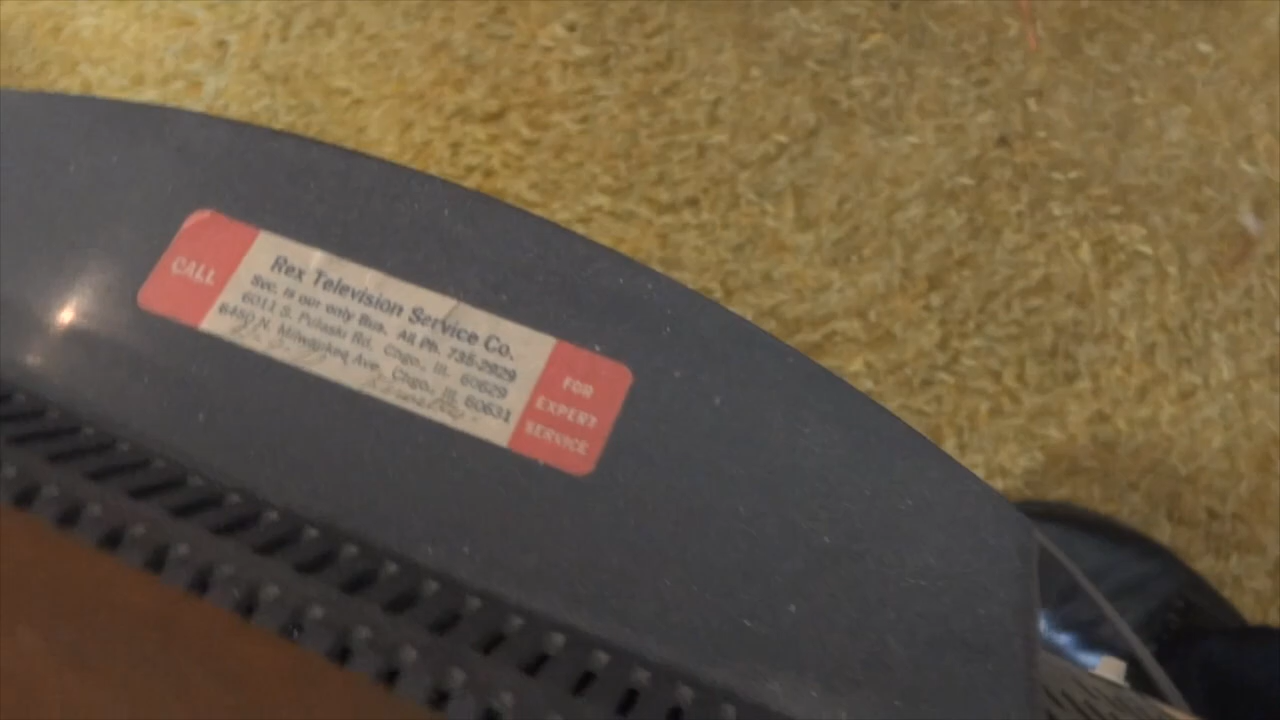 CALL
Rex Television Service Co.
Svc. is our only Bus. All Ph. 735-2929
6011 S. Pulaski Rd. Chgo., Ill. 60629
6450 N. Milwaukee Ave. Chgo., Ill. 60631
FOR
EXPERT
SERVICE